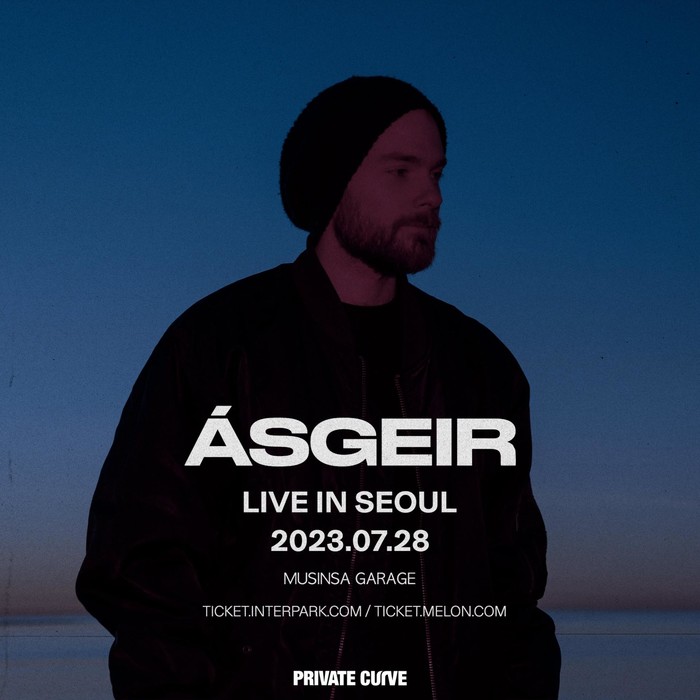 ÁSGEIR
LIVE IN SEOUL
2023.07.28
MUSINSA GARAGE
TICKET.INTERPARK.COM / TICKET.MELON.COM
PRIVATE CURVE